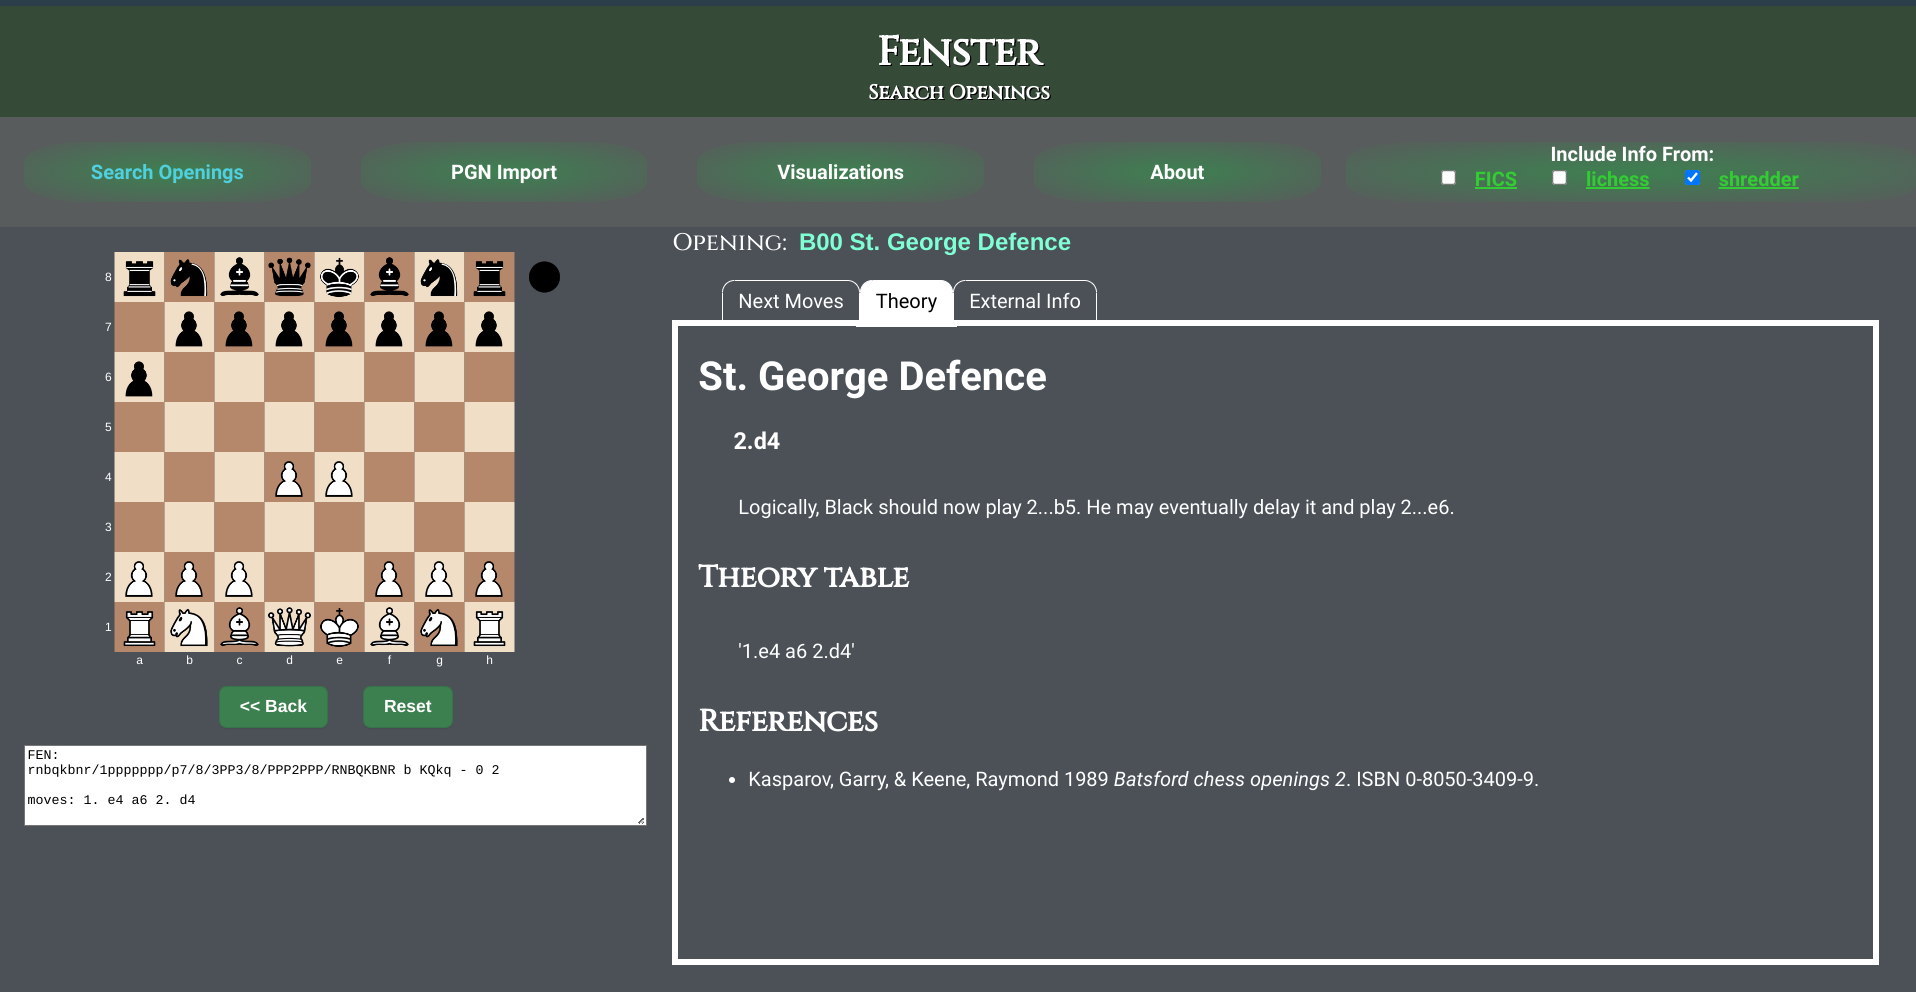 Fenster
Search Openings
Search Openings
PGN Import
Visualizations
About
Include Info From:
FICS lichess shredder
Opening: B00 St. George Defence
8
7
6
5
4
3
2
1
a b c d e f g h
<< Back Reset
FEN:
rnbqkbnr/1ppppppp/p7/8/3PP3/8/PPP2PPP/RNBQKBNR b KQkq - 0 2
moves: 1. e4 a6 2. d4
Next Moves Theory External Info
St. George Defence
2.d4
Logically, Black should now play 2...b5. He may eventually delay it and play 2...e6.
Theory table
'1.e4 a6 2.d4'
References
• Kasparov, Garry, & Keene, Raymond 1989 Batsford chess openings 2. ISBN 0-8050-3409-9.